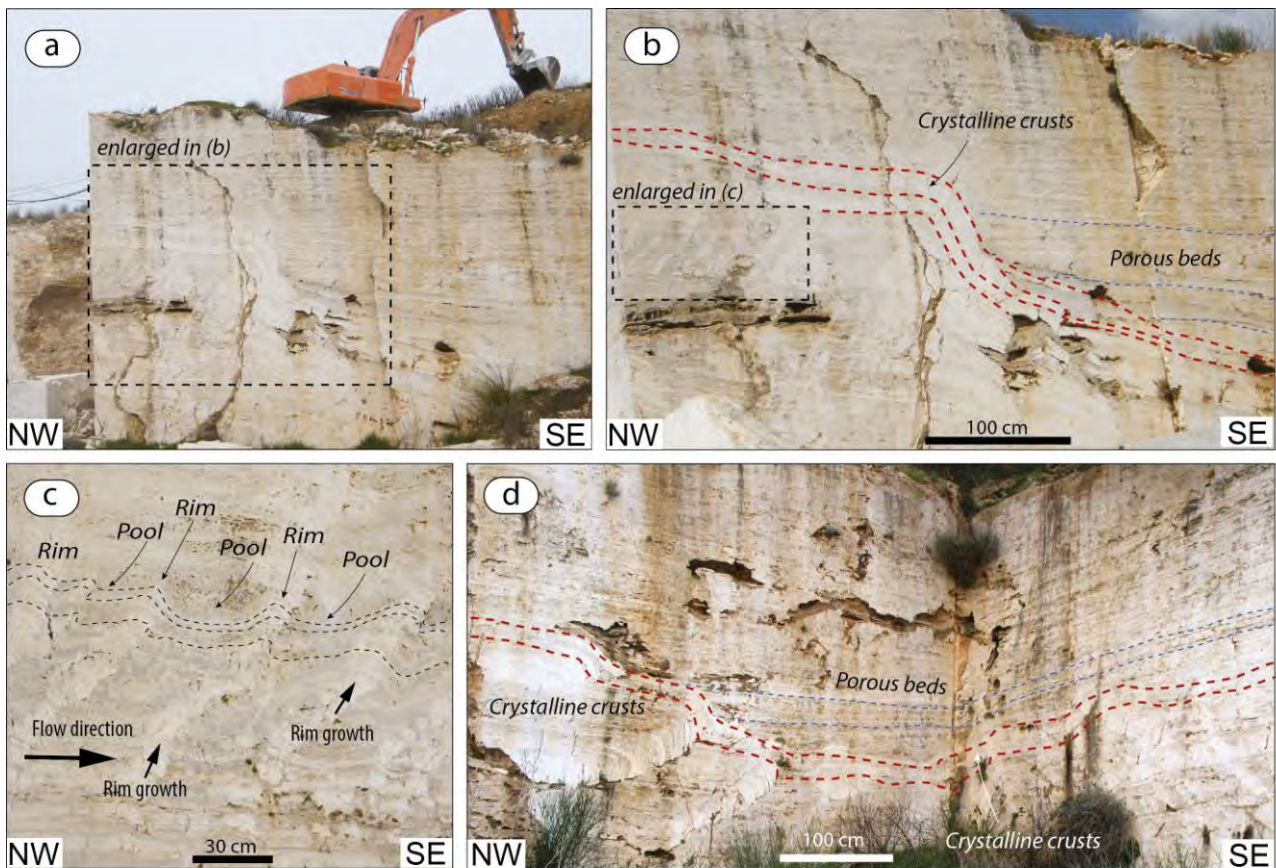 a
enlarged in (b)
NW
SE
b
Crystalline crusts
enlarged in (c)
Porous beds
NW
100 cm
SE
c
Rim
Rim
Pool
Rim
Pool
Pool
Flow direction
Rim growth
Rim growth
NW
30 cm
SE
d
Porous beds
Crystalline crusts
100 cm
Crystalline crusts
NW
SE